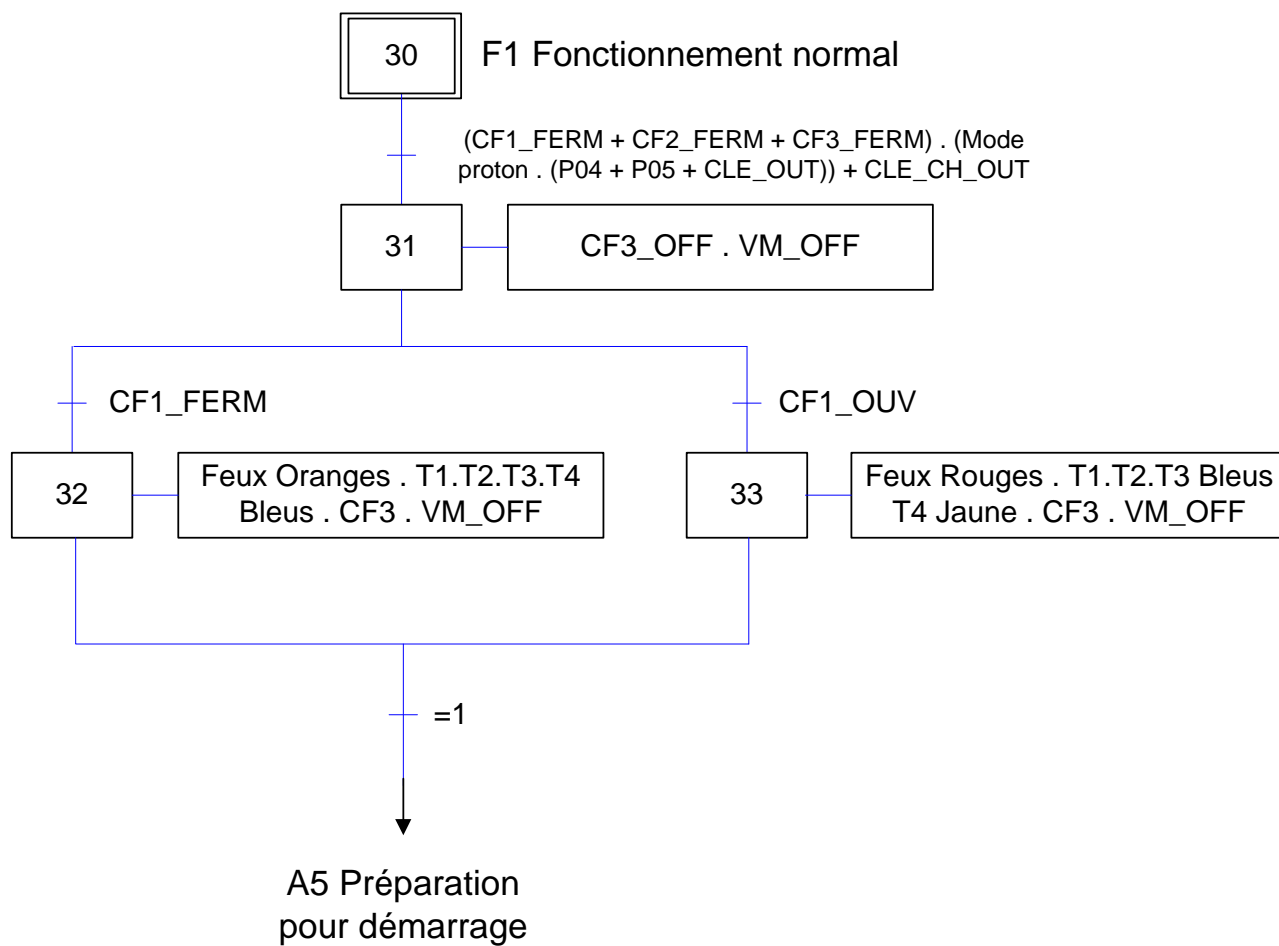 30
F1 Fonctionnement normal
(CF1_FERM + CF2_FERM + CF3_FERM) . (Mode
proton . (P04 + P05 + CLE_OUT)) + CLE_CH_OUT
31
CF3_OFF . VM_OFF
CF1_FERM
CF1_OUV
32
Feux Oranges . T1.T2.T3.T4
Bleus . CF3 . VM_OFF
33
Feux Rouges . T1.T2.T3 Bleus
T4 Jaune . CF3 . VM_OFF
=1
A5 Préparation
pour démarrage